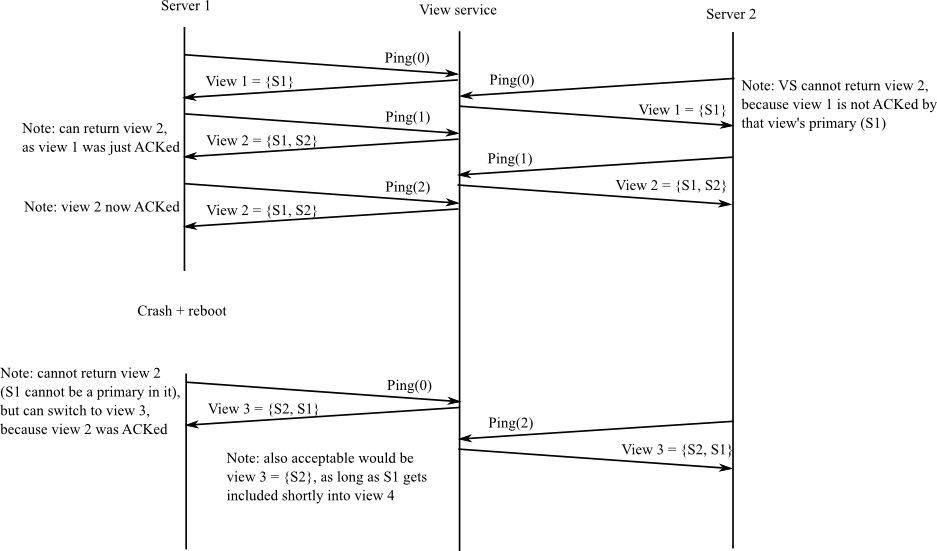 Server 1
View service
Server 2
Ping(0)
View 1 = {S1}
Ping(0)
Note: VS cannot return view 2,
because view 1 is not ACKed by
that view's primary (S1)
View 1 = {S1}
Ping(1)
Note: can return view 2,
as view 1 was just ACKed
View 2 = {S1, S2}
Ping(1)
View 2 = {S1, S2}
Ping(2)
Note: view 2 now ACKed
View 2 = {S1, S2}
Crash + reboot
Note: cannot return view 2
(S1 cannot be a primary in it),
but can switch to view 3,
because view 2 was ACKed
Ping(0)
View 3 = {S2, S1}
Ping(2)
View 3 = {S2, S1}
Note: also acceptable would be
view 3 = {S2}, as long as S1 gets
included shortly into view 4